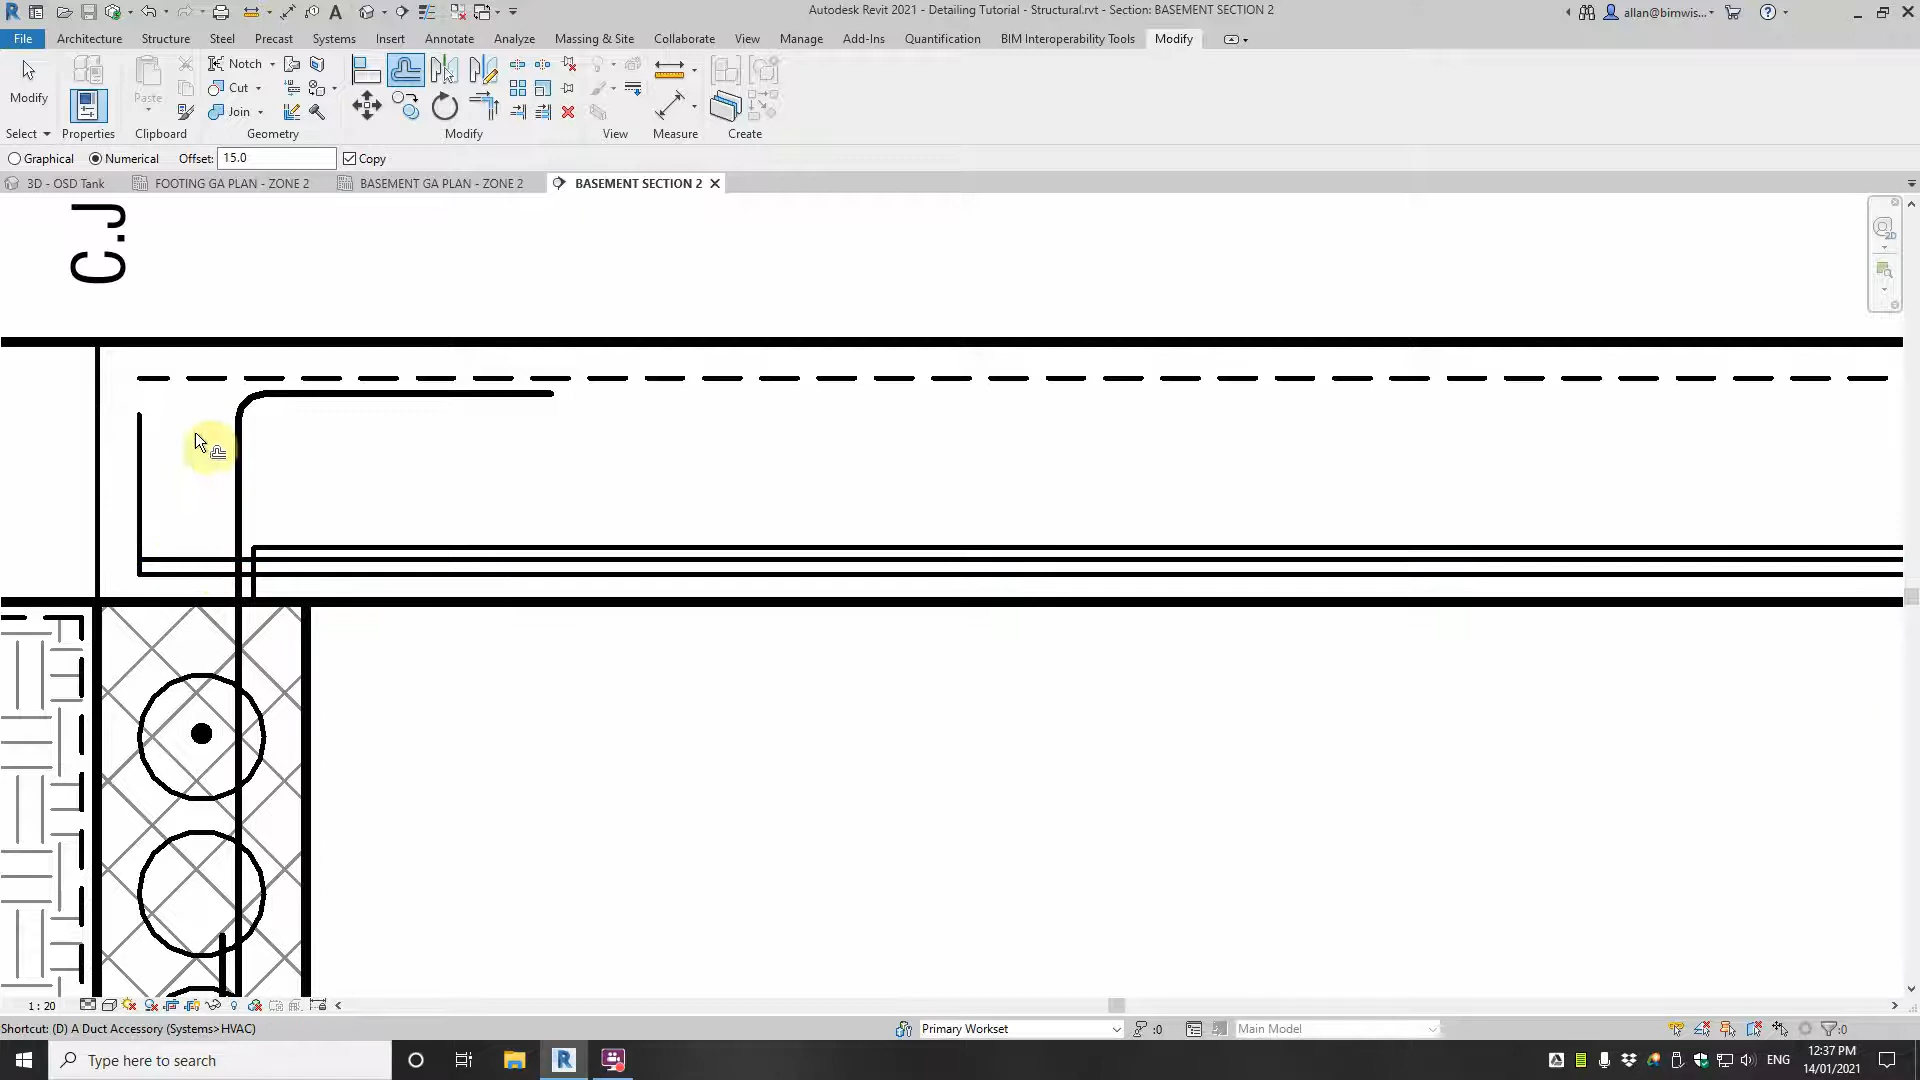 Autodesk Revit 2021 - Detailing Tutorial - Structural.rvt - Section: BASEMENT SECTION 2
allan@bimwis...
File Architecture Structure Steel Precast Systems Insert Annotate Analyze Massing & Site Collaborate View Manage Add-Ins Quantification BIM Interoperability Tools Modify
Notch
Cut
Join
Modify
Paste
Select Properties Clipboard Geometry Modify View Measure Create
Graphical Numerical Offset: 15.0 Copy
3D - OSD Tank FOOTING GA PLAN - ZONE 2 BASEMENT GA PLAN - ZONE 2 BASEMENT SECTION 2
2D
C.J
1 : 20
Shortcut: (D) A Duct Accessory (Systems>HVAC) Primary Workset :0 Main Model :0
Type here to search
ENG
12:37 PM
14/01/2021